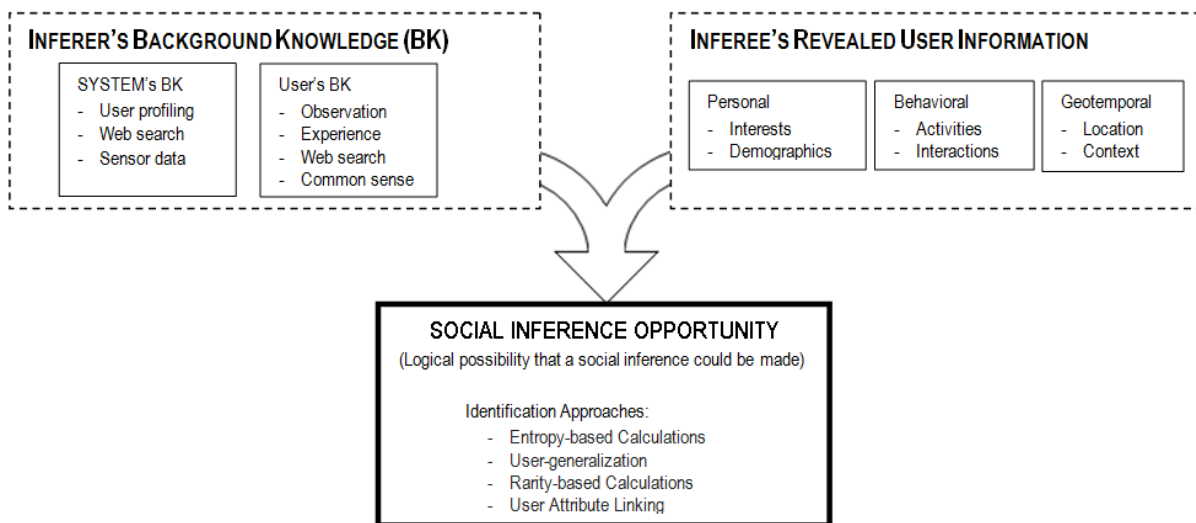 INFERER'S BACKGROUND KNOWLEDGE (BK)
SYSTEM's BK
- User profiling
- Web search
- Sensor data
User's BK
- Observation
- Experience
- Web search
- Common sense
INFEREE'S REVEALED USER INFORMATION
Personal
- Interests
- Demographics
Behavioral
- Activities
- Interactions
Geotemporal
- Location
- Context
SOCIAL INFERENCE OPPORTUNITY
(Logical possibility that a social inference could be made)
Identification Approaches:
- Entropy-based Calculations
- User-generalization
- Rarity-based Calculations
- User Attribute Linking